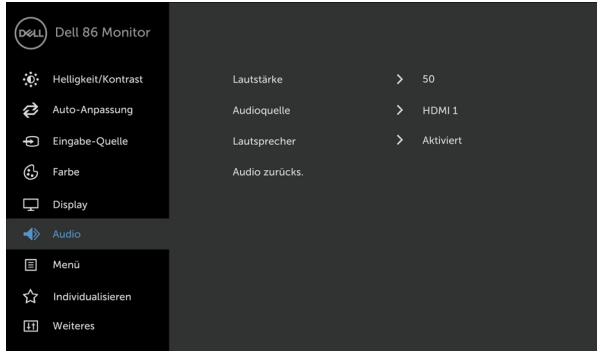 DELL Dell 86 Monitor
Helligkeit/Kontrast Lautstärke 50
Auto-Anpassung Audioquelle HDMI 1
Eingabe-Quelle Lautsprecher Aktiviert
Farbe Audio zurücks.
Display
Audio
Menü
Individualisieren
Weiteres